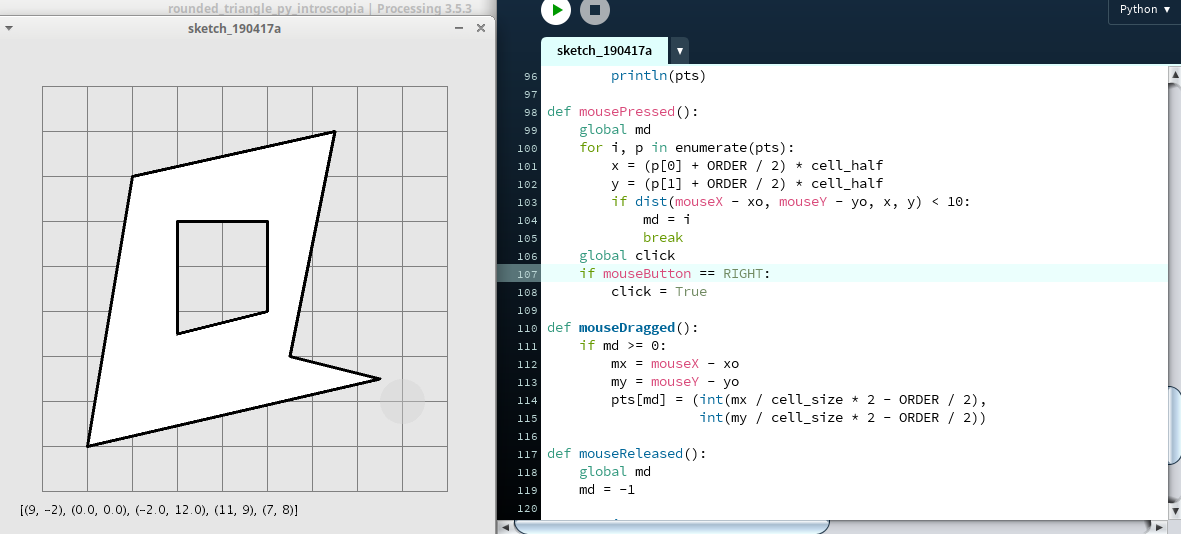 rounded_triangle_py_introscopia | Processing 3.5.3
sketch_190417a
[(9, -2), (0.0, 0.0), (-2.0, 12.0), (11, 9), (7, 8)]
Python ▼
sketch_190417a ▼
96         println(pts)
97
98 def mousePressed():
99     global md
100     for i, p in enumerate(pts):
101         x = (p[0] + ORDER / 2) * cell_half
102         y = (p[1] + ORDER / 2) * cell_half
103         if dist(mouseX - xo, mouseY - yo, x, y) < 10:
104             md = i
105             break
106     global click
107     if mouseButton == RIGHT:
108         click = True
109
110 def mouseDragged():
111     if md >= 0:
112         mx = mouseX - xo
113         my = mouseY - yo
114         pts[md] = (int(mx / cell_size * 2 - ORDER / 2),
115                    int(my / cell_size * 2 - ORDER / 2))
116
117 def mouseReleased():
118     global md
119     md = -1
120